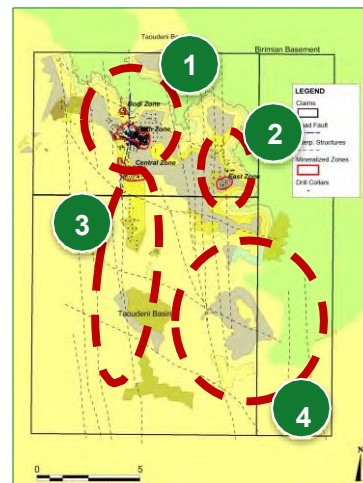 Taoudeni B
Birimian Basement
1
2
Bodi Zone
LEGEND
Claims
Fault
Structures
Mineralized Zones
Drill Collars
Central Zone
East Zone
3
Taoudeni Basin
4
0
5
N